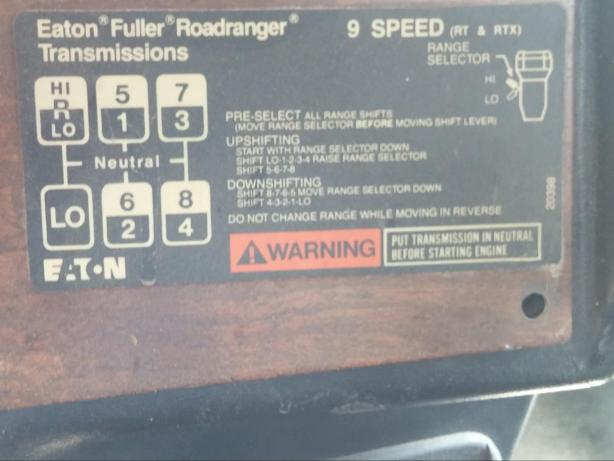 Eaton® Fuller® Roadranger®
Transmissions
9 SPEED (RT & RTX)
RANGE
SELECTOR
HI
LO
HI
R
LO
5
1
7
3
Neutral
LO
6
2
8
4
PRE-SELECT ALL RANGE SHIFTS
(MOVE RANGE SELECTOR BEFORE MOVING SHIFT LEVER)
UPSHIFTING
START WITH RANGE SELECTOR DOWN
SHIFT LO-1-2-3-4 RAISE RANGE SELECTOR
SHIFT 5-6-7-8
DOWNSHIFTING
SHIFT 8-7-6-5 MOVE RANGE SELECTOR DOWN
SHIFT 4-3-2-1-LO
DO NOT CHANGE RANGE WHILE MOVING IN REVERSE
20398
EATON
WARNING
PUT TRANSMISSION IN NEUTRAL
BEFORE STARTING ENGINE